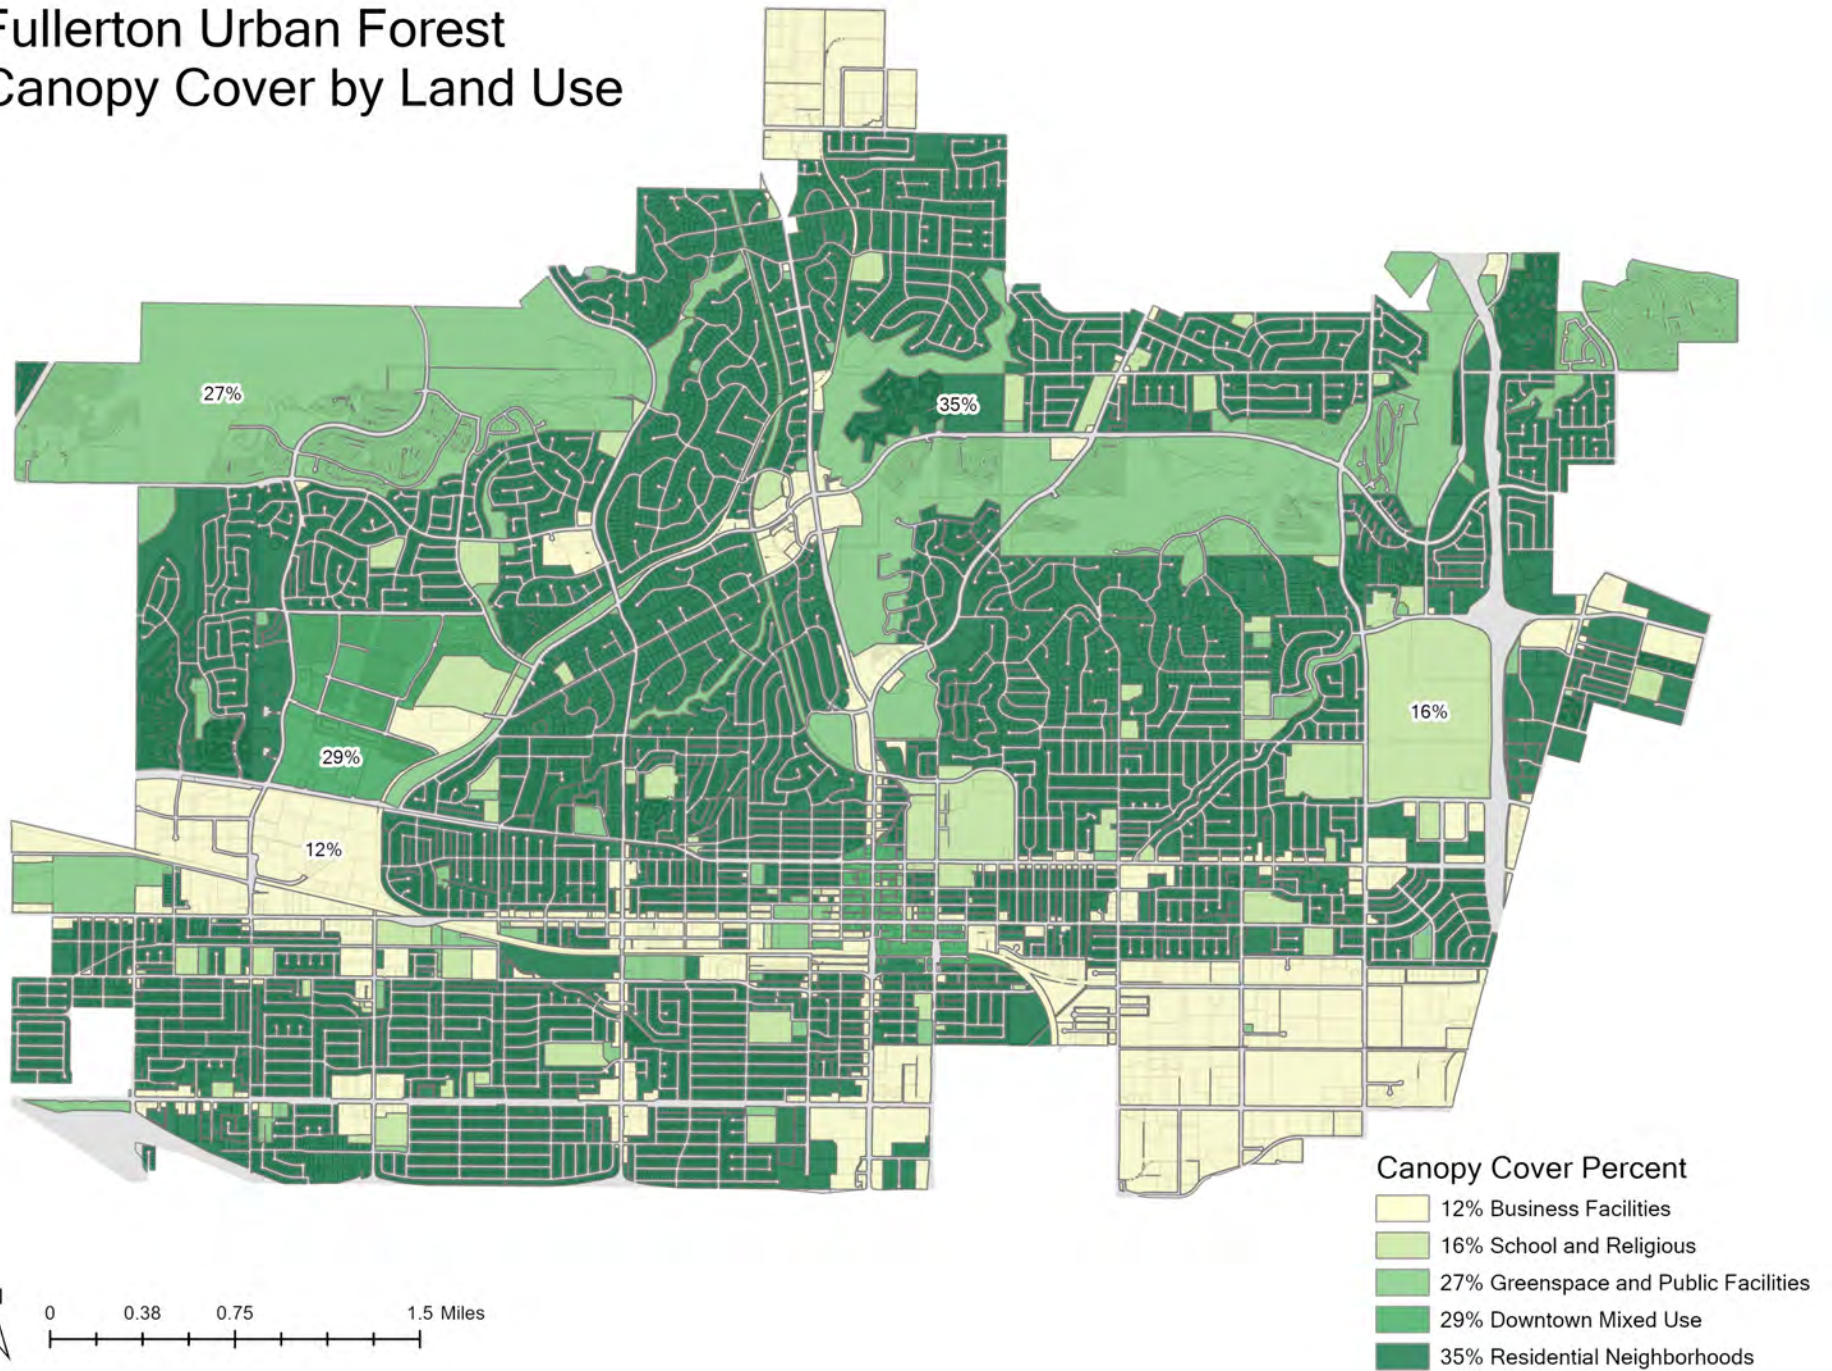 Fullerton Urban Forest
Canopy Cover by Land Use
27%
35%
16%
29%
12%
Canopy Cover Percent
12% Business Facilities
16% School and Religious
27% Greenspace and Public Facilities
29% Downtown Mixed Use
35% Residential Neighborhoods
0 0.38 0.75 1.5 Miles